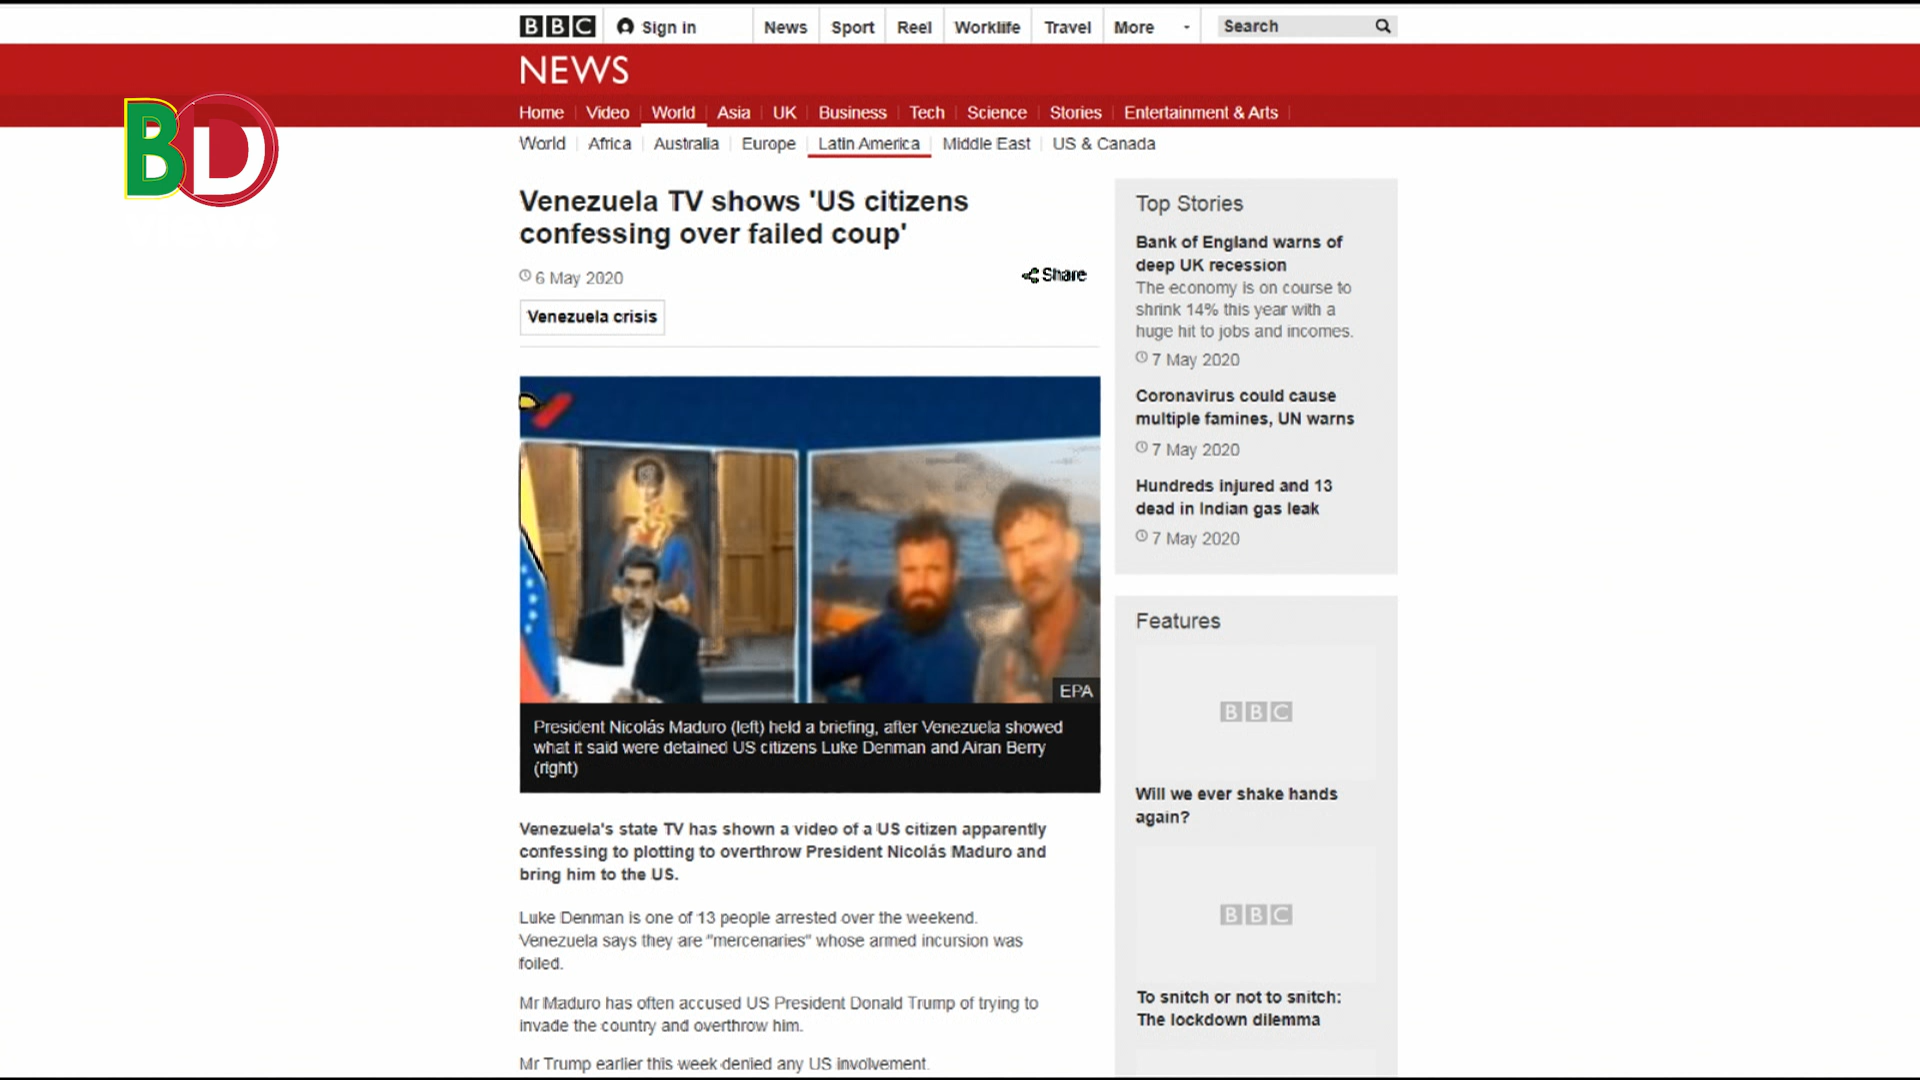 BBC
Sign in
News
Sport
Reel
Worklife
Travel
More
Search
NEWS
Home
Video
World
Asia
UK
Business
Tech
Science
Stories
Entertainment & Arts
World
Africa
Australia
Europe
Latin America
Middle East
US & Canada
BD
Venezuela TV shows 'US citizens
confessing over failed coup'
6 May 2020
Share
Venezuela crisis
EPA
President Nicolás Maduro (left) held a briefing, after Venezuela showed
what it said were detained US citizens Luke Denman and Airan Berry
(right)
Venezuela's state TV has shown a video of a US citizen apparently
confessing to plotting to overthrow President Nicolás Maduro and
bring him to the US.
Luke Denman is one of 13 people arrested over the weekend.
Venezuela says they are "mercenaries" whose armed incursion was
foiled.
Mr Maduro has often accused US President Donald Trump of trying to
invade the country and overthrow him.
Mr Trump earlier this week denied any US involvement.
Top Stories
Bank of England warns of
deep UK recession
The economy is on course to
shrink 14% this year with a
huge hit to jobs and incomes.
7 May 2020
Coronavirus could cause
multiple famines, UN warns
7 May 2020
Hundreds injured and 13
dead in Indian gas leak
7 May 2020
Features
BBC
Will we ever shake hands
again?
BBC
To snitch or not to snitch:
The lockdown dilemma